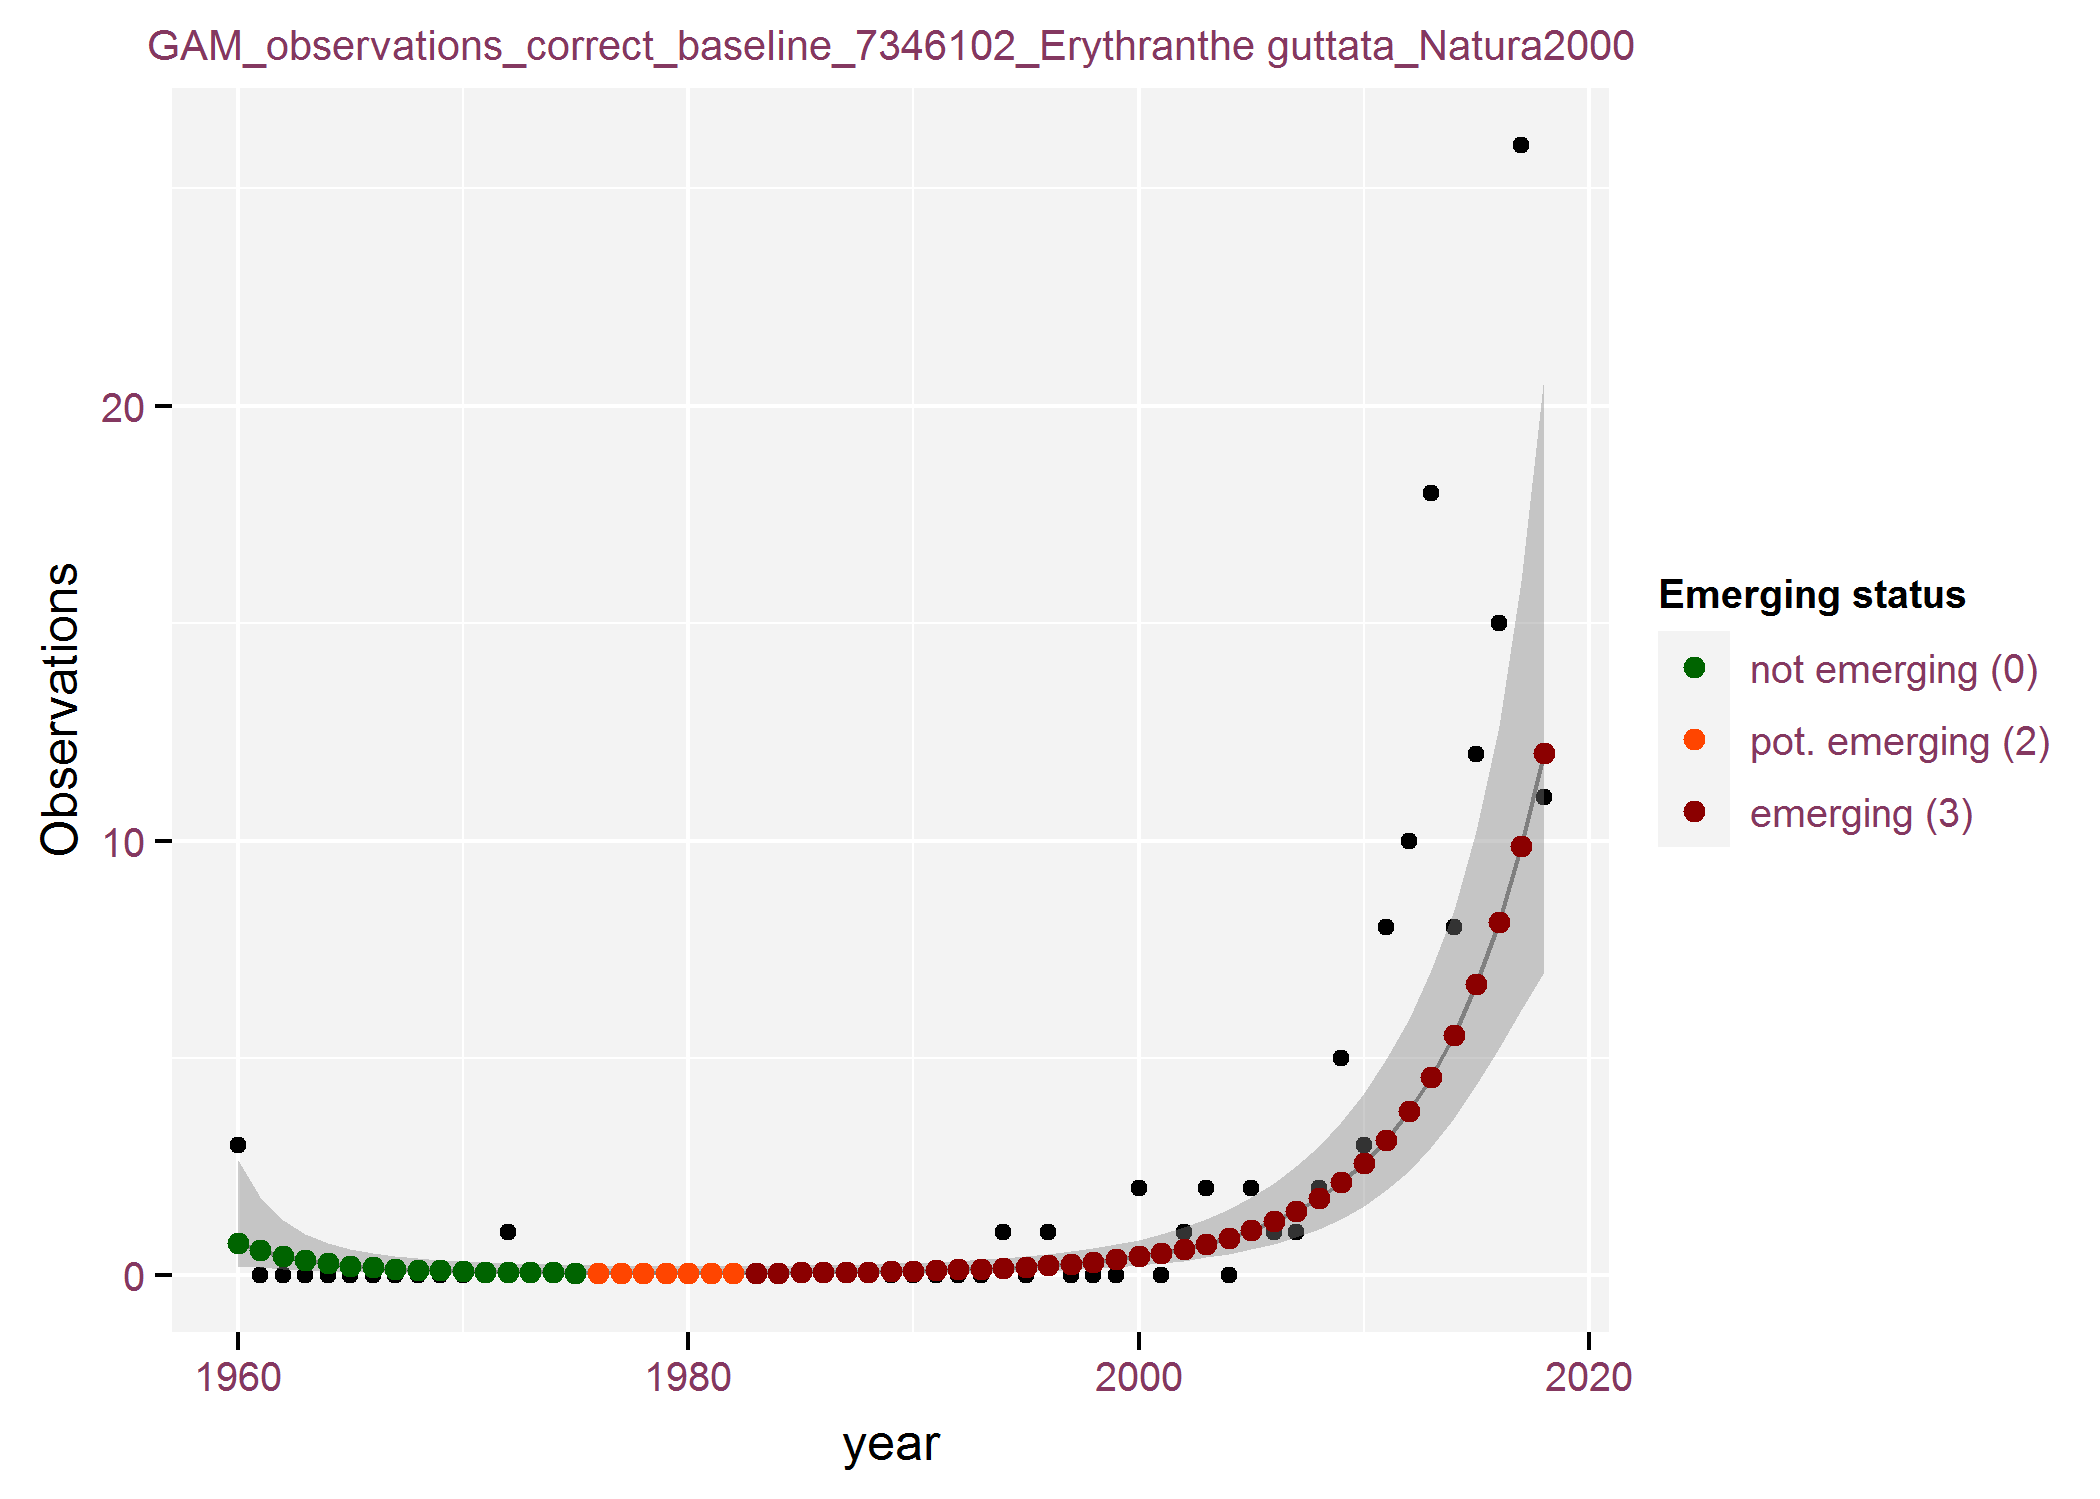 GAM_observations_correct_baseline_7346102_Erythranthe guttata_Natura2000
Observations
20
10
0
1960
1980
2000
2020
year
Emerging status
not emerging (0)
pot. emerging (2)
emerging (3)